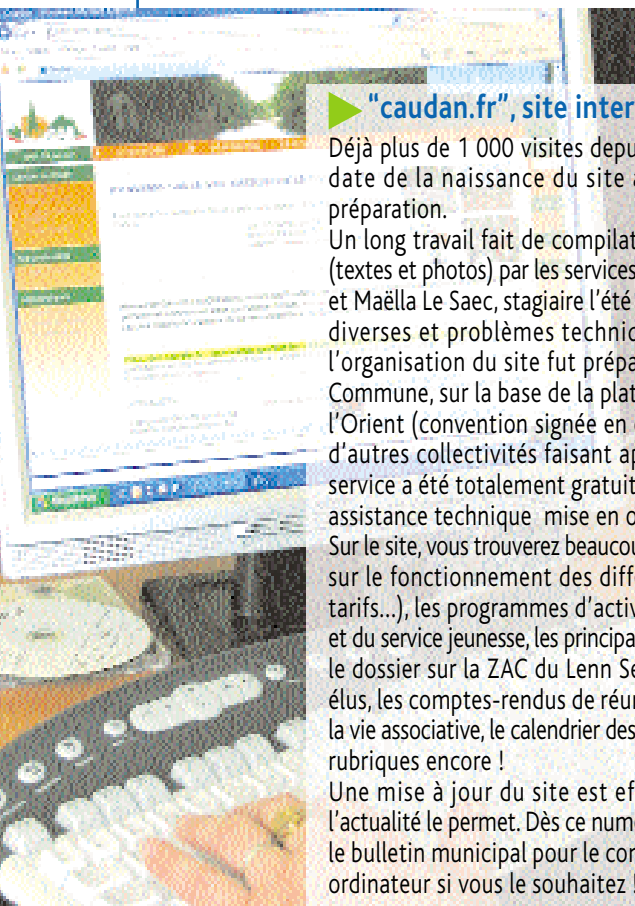 "caudan.fr", site inter
Déjà plus de 1 000 visites depu
date de la naissance du site a
préparation.
Un long travail fait de compilat
(textes et photos) par les services
et Maëlla Le Saec, stagiaire l'été
diverses et problèmes techniq
l'organisation du site fut prépa
Commune, sur la base de la plat
l'Orient (convention signée en
d'autres collectivités faisant ap
service a été totalement gratuit
assistance technique mise en o
Sur le site, vous trouverez beaucou
sur le fonctionnement des diff
tarifs...), les programmes d'activ
et du service jeunesse, les principa
le dossier sur la ZAC du Lenn Se
élus, les comptes-rendus de réun
la vie associative, le calendrier des
rubriques encore !
Une mise à jour du site est ef
l'actualité le permet. Dès ce numé
le bulletin municipal pour le con
ordinateur si vous le souhaitez !